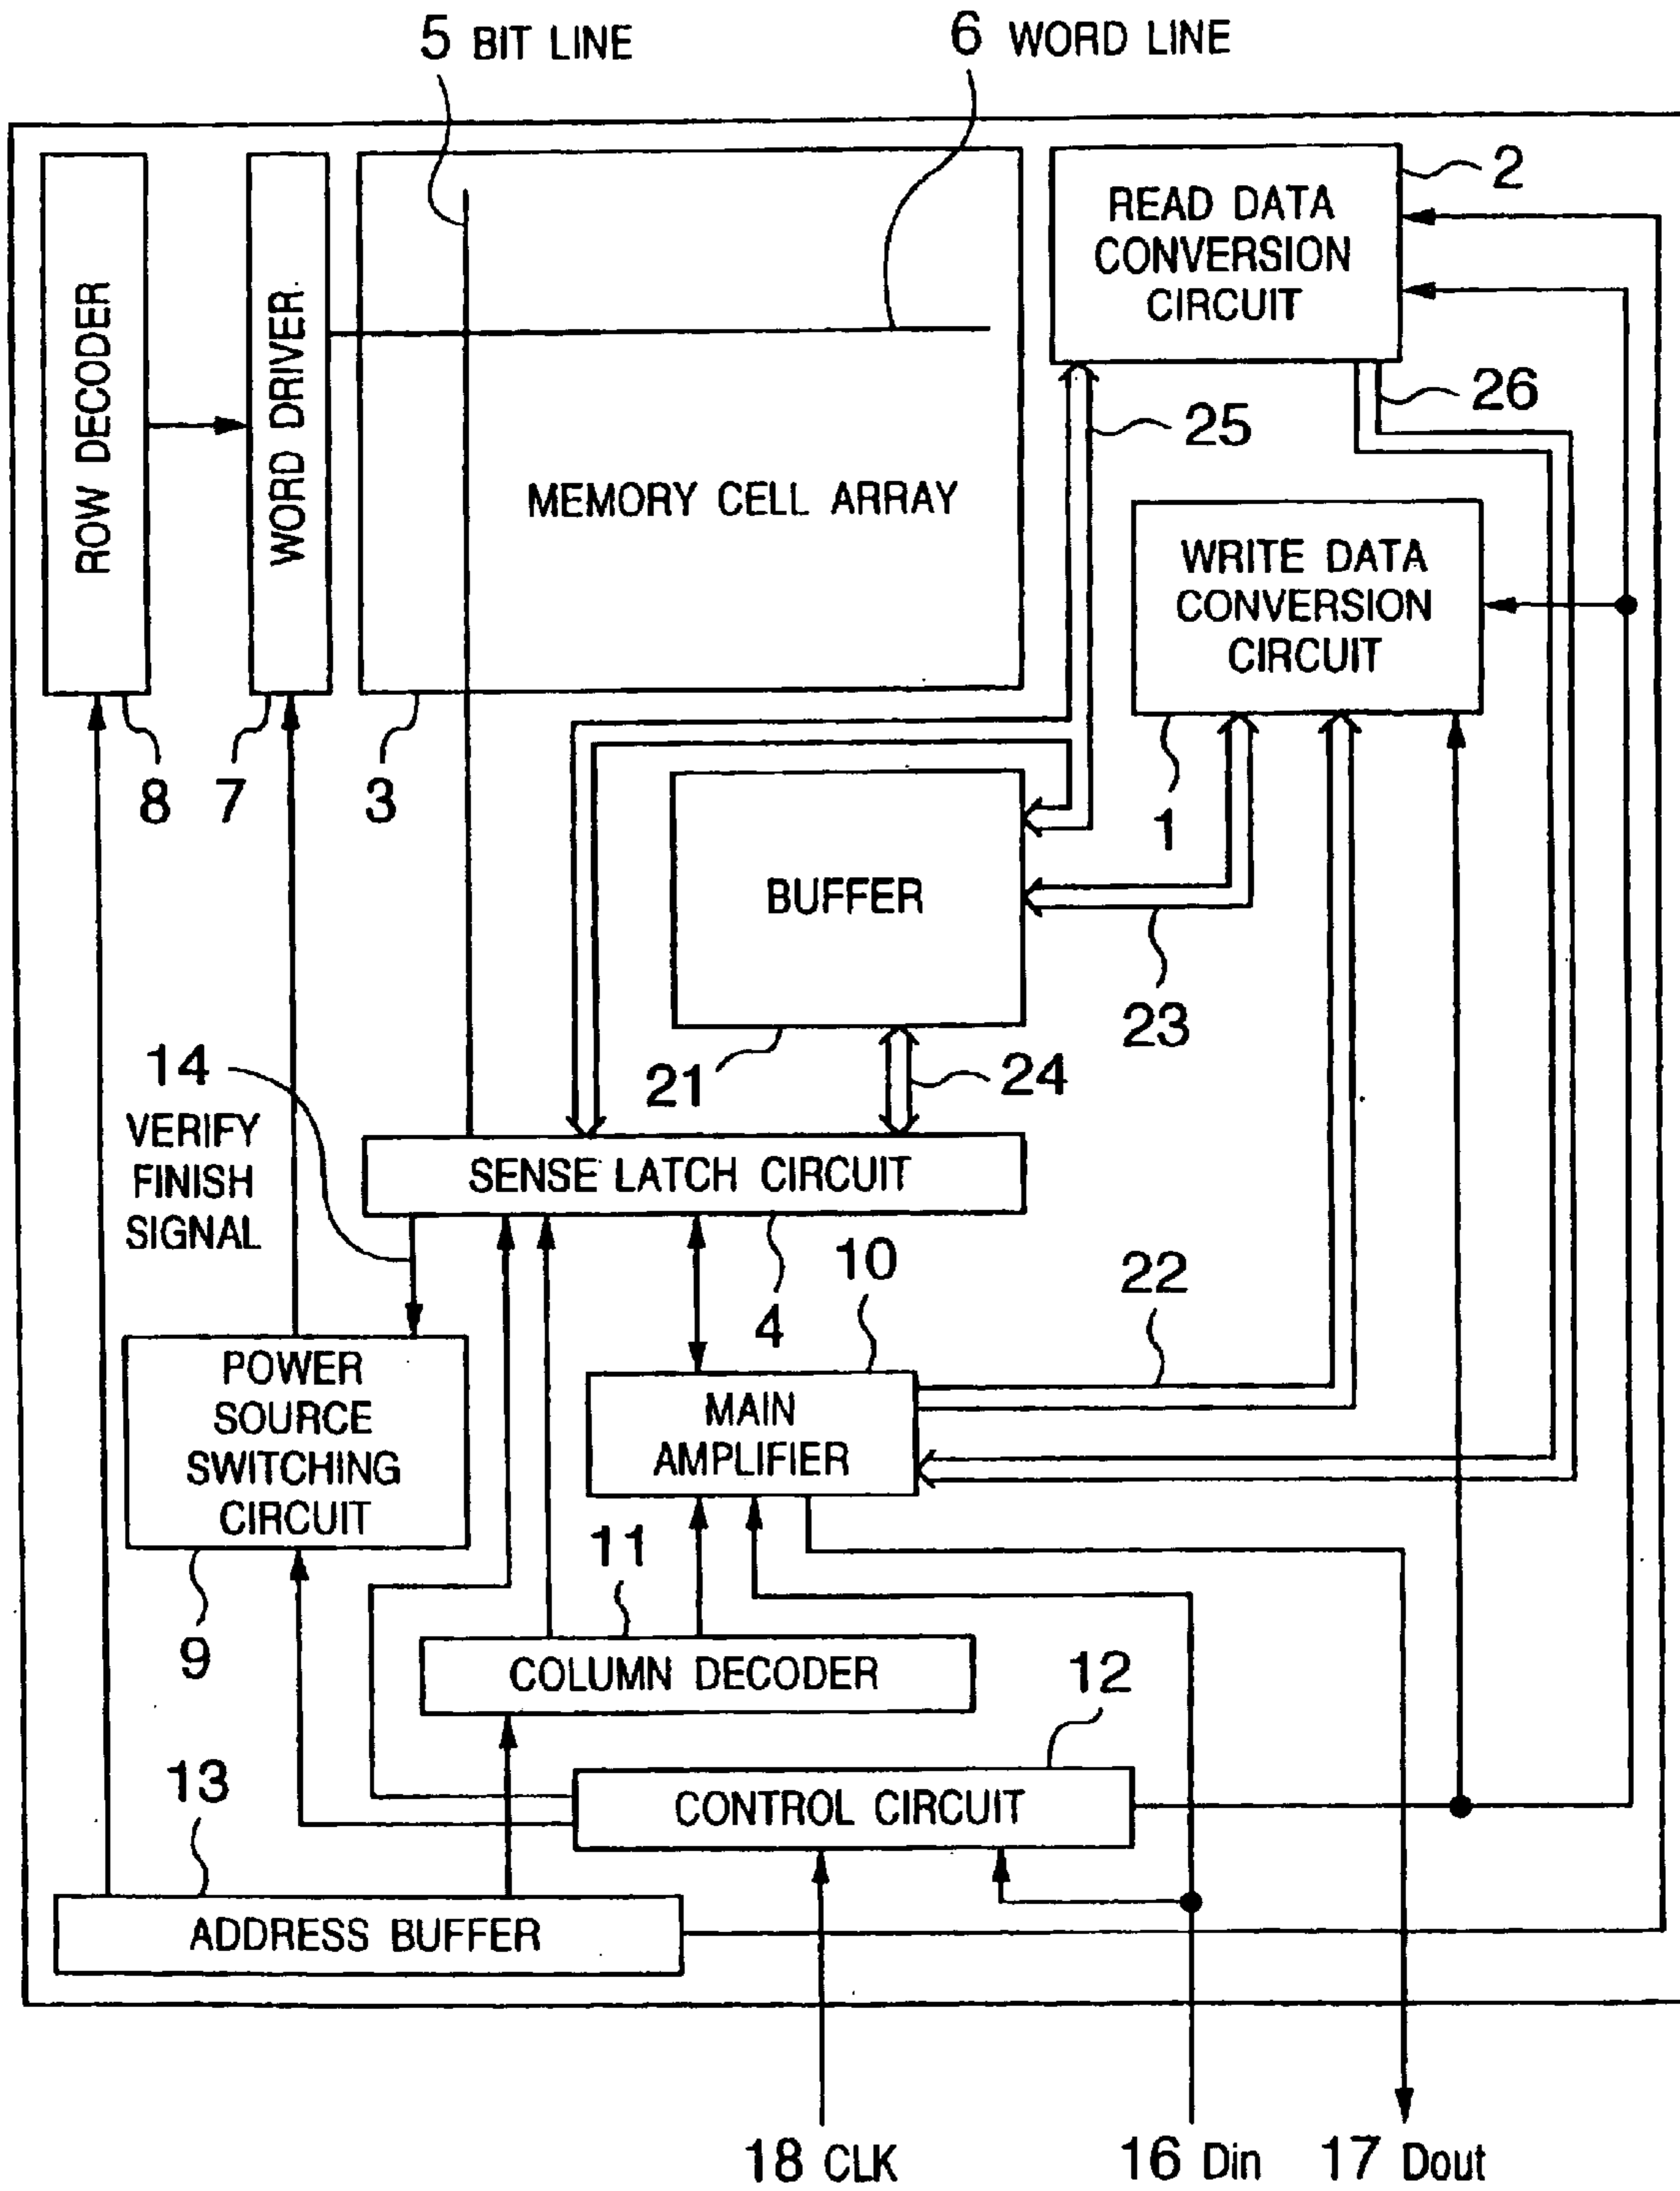 5 BIT LINE
6 WORD LINE
ROW DECODER
WORD DRIVER
MEMORY CELL ARRAY
READ DATA
CONVERSION
CIRCUIT
2
26
25
WRITE DATA
CONVERSION
CIRCUIT
8
7
3
1
BUFFER
23
14
VERIFY
FINISH
SIGNAL
21
24
SENSE LATCH CIRCUIT
4
10
22
POWER
SOURCE
SWITCHING
CIRCUIT
MAIN
AMPLIFIER
9
11
COLUMN DECODER
12
13
CONTROL CIRCUIT
ADDRESS BUFFER
18 CLK
16 Din
17 Dout